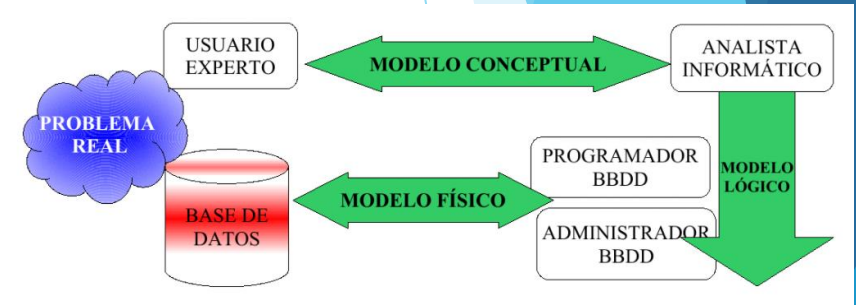 USUARIO
EXPERTO
MODELO CONCEPTUAL
ANALISTA
INFORMÁTICO
PROBLEMA
REAL
PROGRAMADOR
BBDD
MODELO
LÓGICO
MODELO FÍSICO
BASE DE
DATOS
ADMINISTRADOR
BBDD